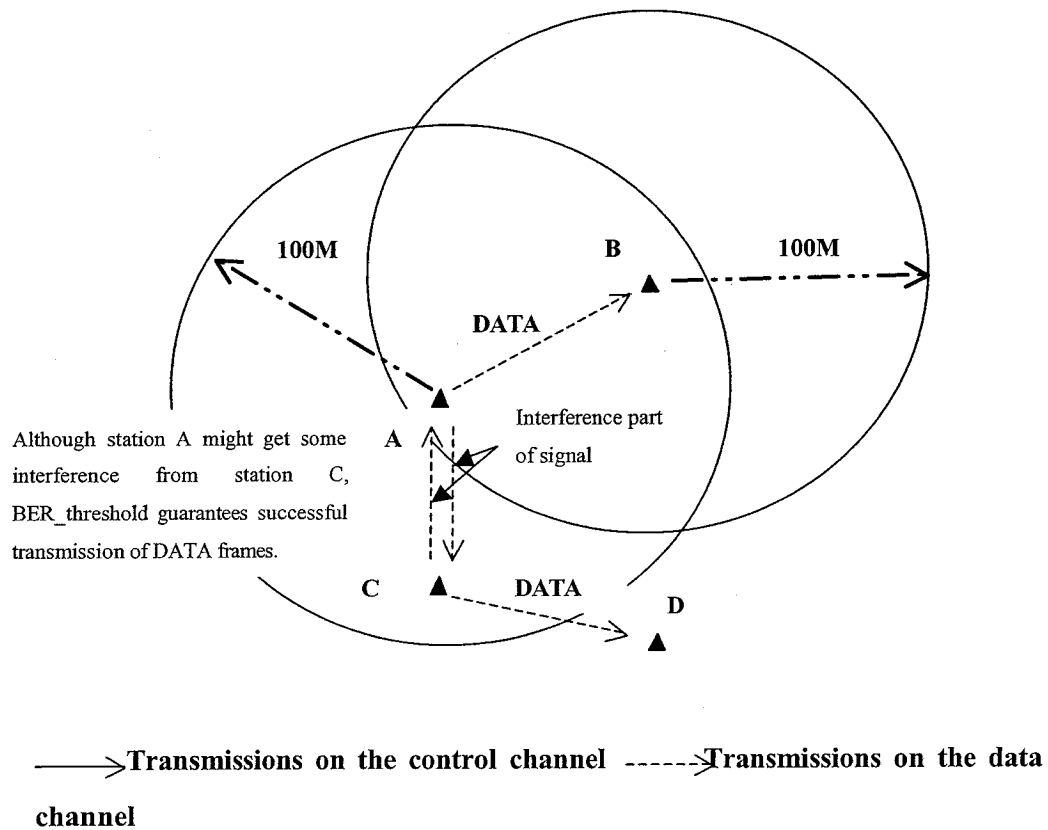 100M
B
100M
DATA
Although station A might get some
interference from station C,
BER_threshold guarantees successful
transmission of DATA frames.
A
Interference part
of signal
C
DATA
D
Transmissions on the control channel
Transmissions on the data
channel